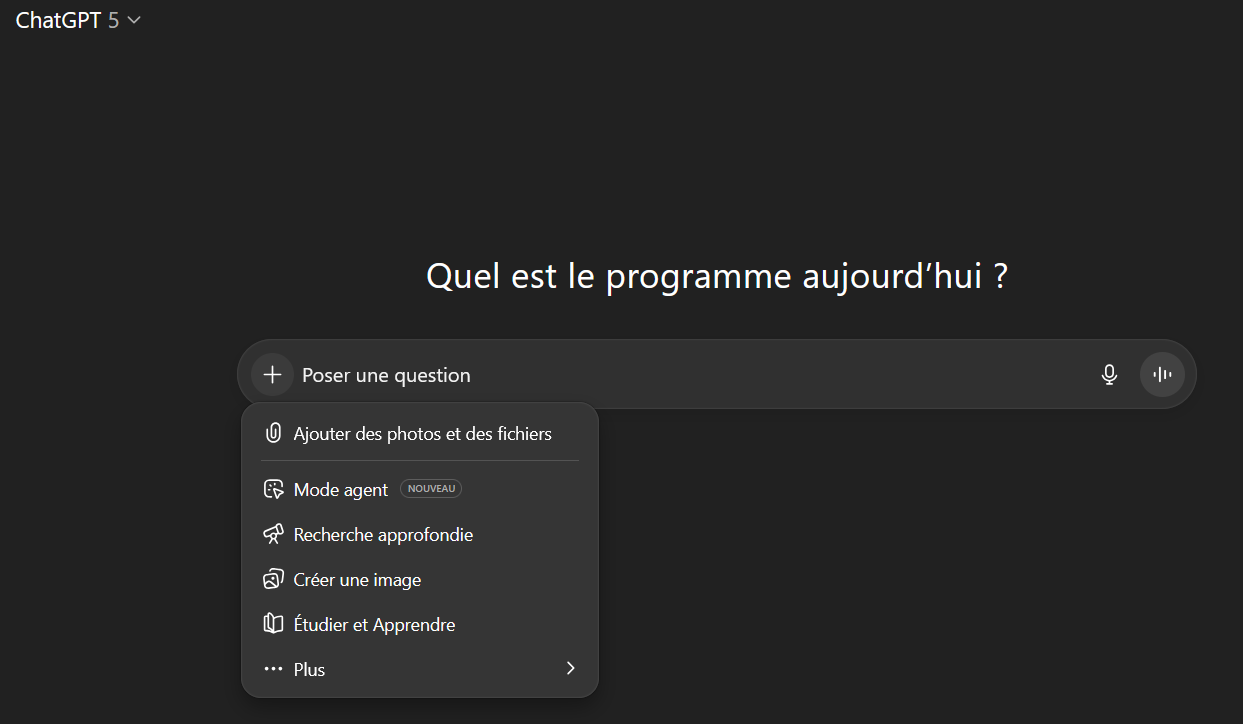 ChatGPT 5
Quel est le programme aujourd’hui ?
Poser une question
Ajouter des photos et des fichiers
Mode agent NOUVEAU
Recherche approfondie
Créer une image
Étudier et Apprendre
Plus